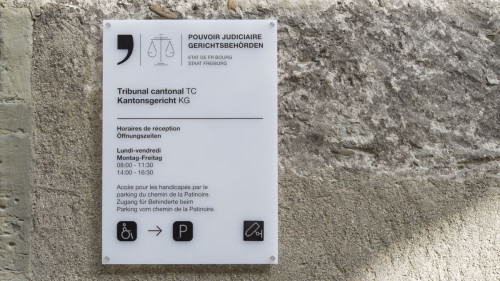 POUVOIR JUDICIAIRE
GERICHTSBEHÖRDEN
ETAT DE FRIBOURG
STAAT FREIBURG
Tribunal cantonal TC
Kantonsgericht KG
Horaires de réception
Öffnungszeiten
Lundi-vendredi
Montag-Freitag
08:00 - 11:30
14:00 - 16:30
Accès pour les handicapés par le
parking du chemin de la Patinoire.
Zugang für Behinderte beim
Parking vom chemin de la Patinoire.
P